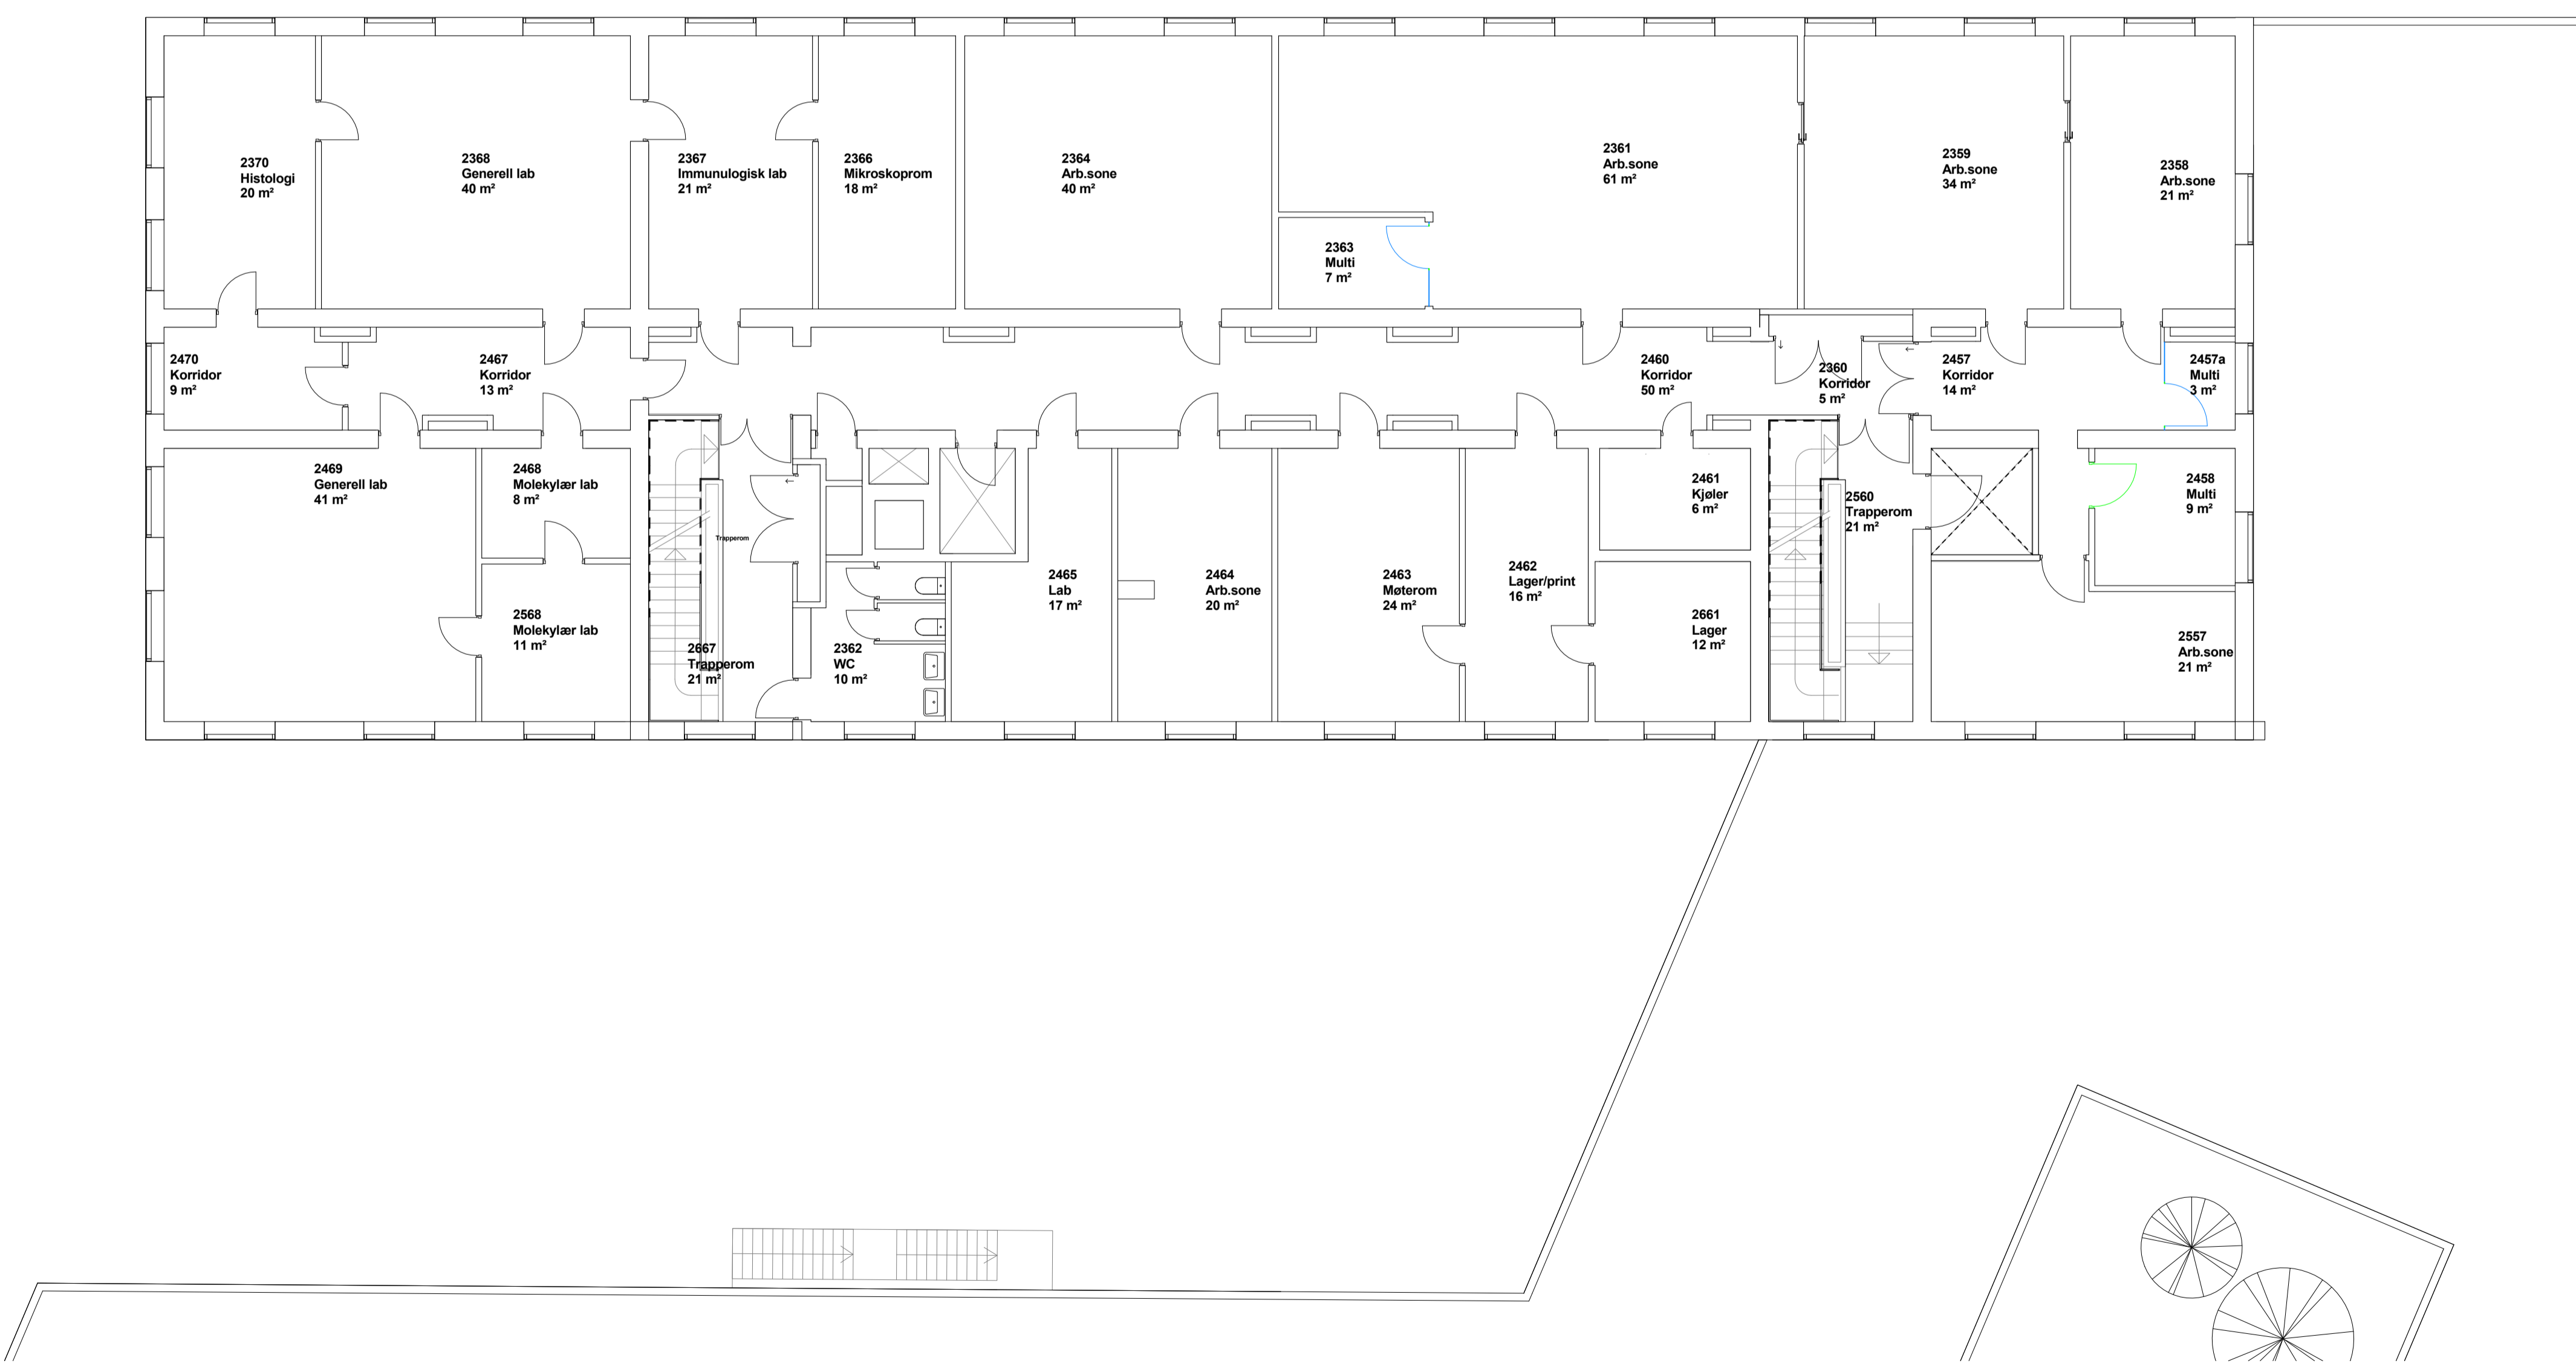 2370
Histologi
20 m²
2368
Generell lab
40 m²
2367
Immunulogisk lab
21 m²
2366
Mikroskoprom
18 m²
2364
Arb.sone
40 m²
2361
Arb.sone
61 m²
2359
Arb.sone
34 m²
2358
Arb.sone
21 m²
2363
Multi
7 m²
2470
Korridor
9 m²
2467
Korridor
13 m²
2460
Korridor
50 m²
2360
Korridor
5 m²
2457
Korridor
14 m²
2457a
Multi
3 m²
2469
Generell lab
41 m²
2468
Molekylær lab
8 m²
2461
Kjøler
6 m²
2560
Trapperom
21 m²
2458
Multi
9 m²
Trapperom
2568
Molekylær lab
11 m²
2667
Trapperom
21 m²
2362
WC
10 m²
2465
Lab
17 m²
2464
Arb.sone
20 m²
2463
Møterom
24 m²
2462
Lager/print
16 m²
2661
Lager
12 m²
2557
Arb.sone
21 m²